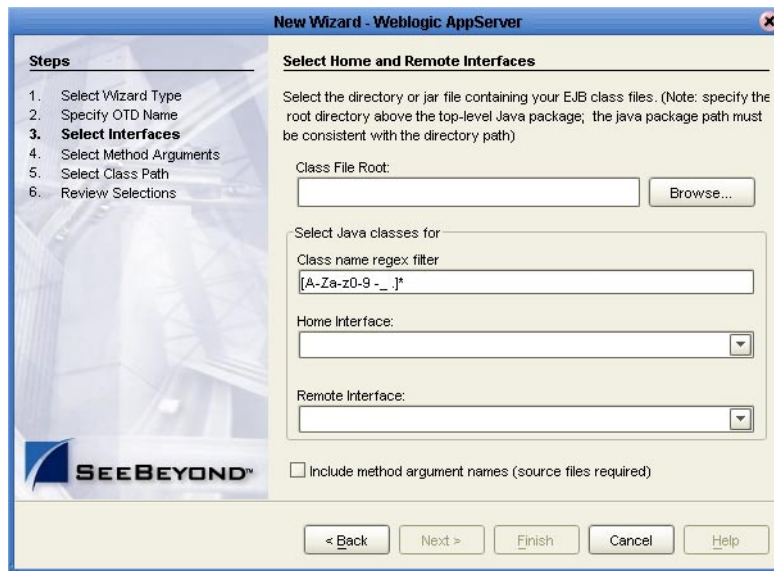 New Wizard - Weblogic AppServer
Steps
1. Select Wizard Type
2. Specify OTD Name
3. Select Interfaces
4. Select Method Arguments
5. Select Class Path
6. Review Selections
SEEBEYOND™
Select Home and Remote Interfaces
Select the directory or jar file containing your EJB class files. (Note: specify the
root directory above the top-level Java package; the java package path must
be consistent with the directory path)
Class File Root:
Browse...
Select Java classes for
Class name regex filter
[A-Za-z0-9 -_ .]*
Home Interface:
Remote Interface:
Include method argument names (source files required)
< Back
Next >
Finish
Cancel
Help